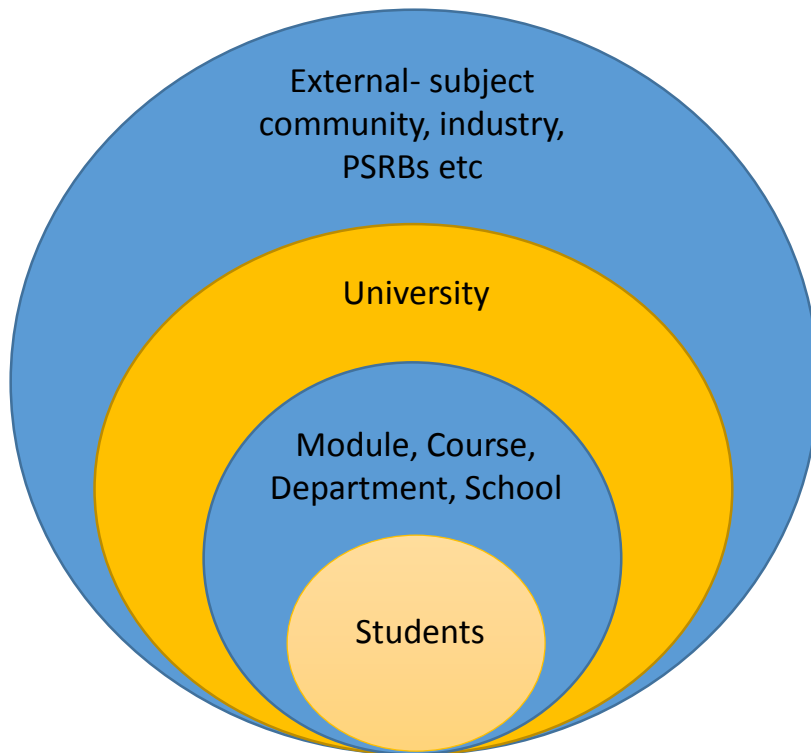 External- subject
community, industry,
PSRBs etc
University
Module, Course,
Department, School
Students